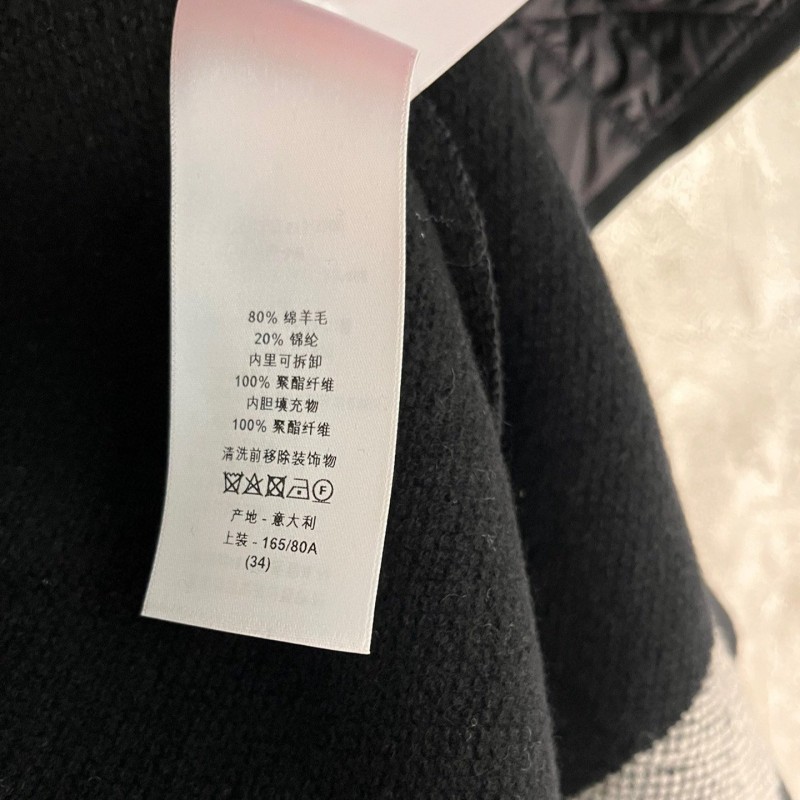 80% 绵羊毛
20% 锦纶
内里可拆卸
100% 聚酯纤维
内胆填充物
100% 聚酯纤维
清洗前移除装饰物
F
产地 - 意大利
上装 - 165/80A
(34)